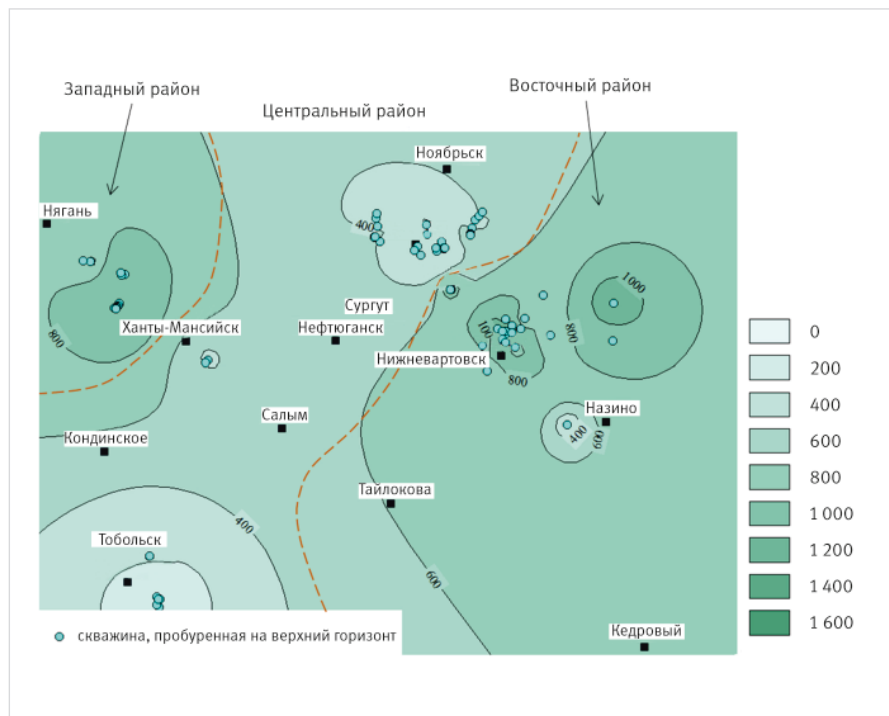 Западный район
Центральный район
Восточный район
Ноябрьск
Нягань
400
1000
Сургут
Ханты-Мансийск
Нефтюганск
800
100
800
Нижневартовск
800
Назино
400
600
Салым
Кондинское
Тайлокова
400
Тобольск
600
Кедровый
скважина, пробуренная на верхний горизонт
0
200
400
600
800
1 000
1 200
1 400
1 600